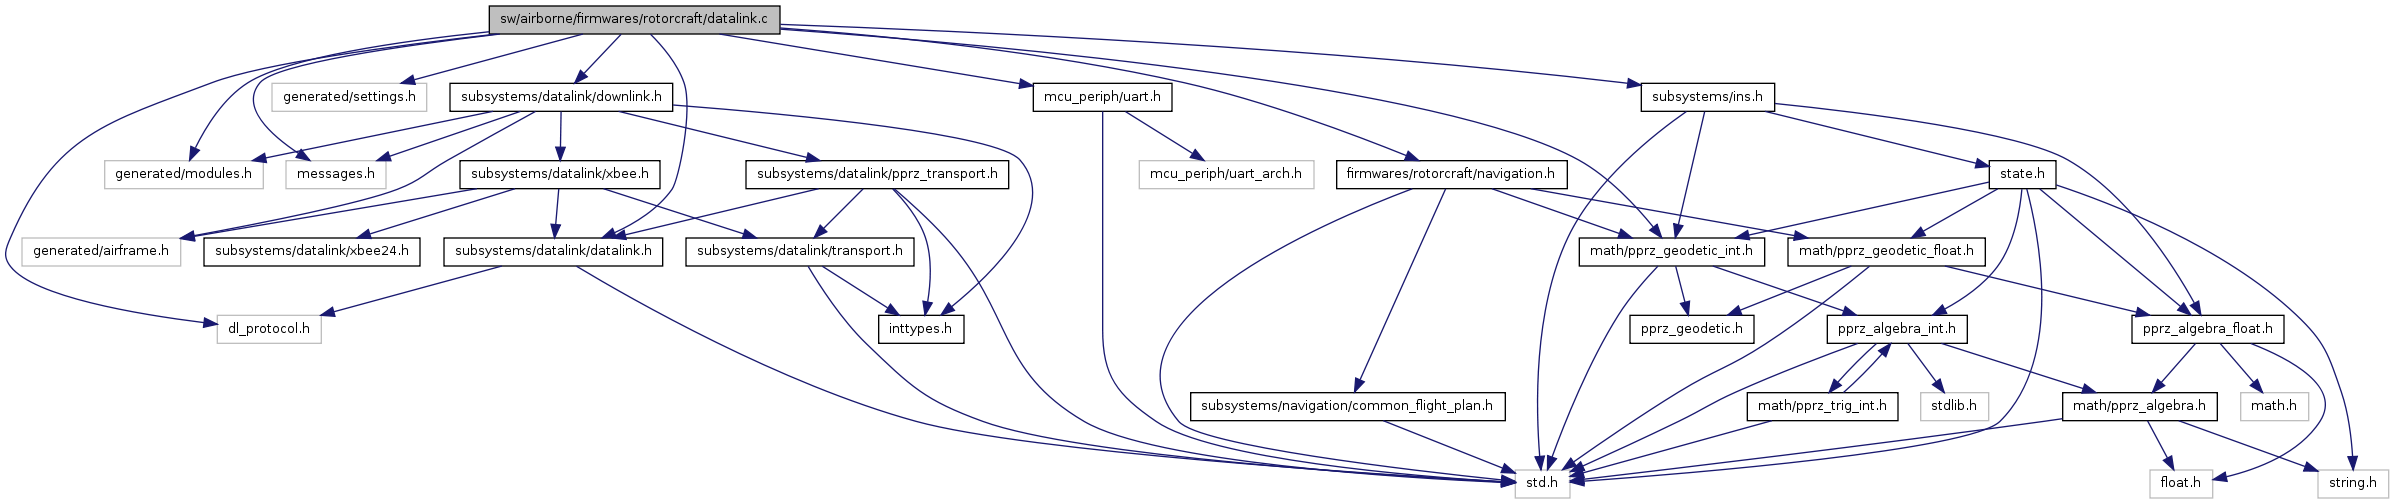 sw/airborne/firmwares/rotorcraft/datalink.c
generated/settings.h
subsystems/datalink/downlink.h
mcu_periph/uart.h
subsystems/ins.h
generated/modules.h
messages.h
subsystems/datalink/xbee.h
subsystems/datalink/pprz_transport.h
mcu_periph/uart_arch.h
firmwares/rotorcraft/navigation.h
state.h
generated/airframe.h
subsystems/datalink/xbee24.h
subsystems/datalink/datalink.h
subsystems/datalink/transport.h
math/pprz_geodetic_int.h
math/pprz_geodetic_float.h
dl_protocol.h
inttypes.h
pprz_geodetic.h
pprz_algebra_int.h
pprz_algebra_float.h
subsystems/navigation/common_flight_plan.h
math/pprz_trig_int.h
stdlib.h
math/pprz_algebra.h
math.h
std.h
float.h
string.h